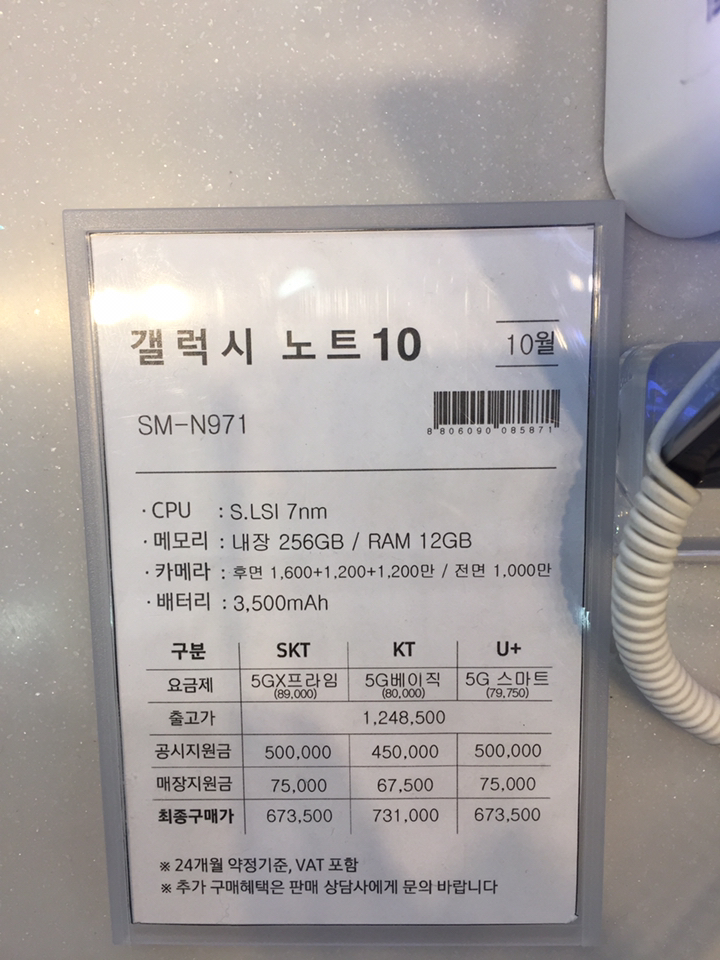 갤럭시 노트10
10월
SM-N971
8 806090 085871
·CPU : S.LSI 7nm
·메모리 : 내장 256GB / RAM 12GB
·카메라 : 후면 1,600+1,200+1,200만 / 전면 1,000만
·배터리 : 3,500mAh
구분 SKT KT U+
요금제 5GX프라임 (89,000) 5G베이직 (80,000) 5G 스마트 (79,750)
출고가 1,248,500
공시지원금 500,000 450,000 500,000
매장지원금 75,000 67,500 75,000
최종구매가 673,500 731,000 673,500
※ 24개월 약정기준, VAT 포함
※ 추가 구매혜택은 판매 상담사에게 문의 바랍니다